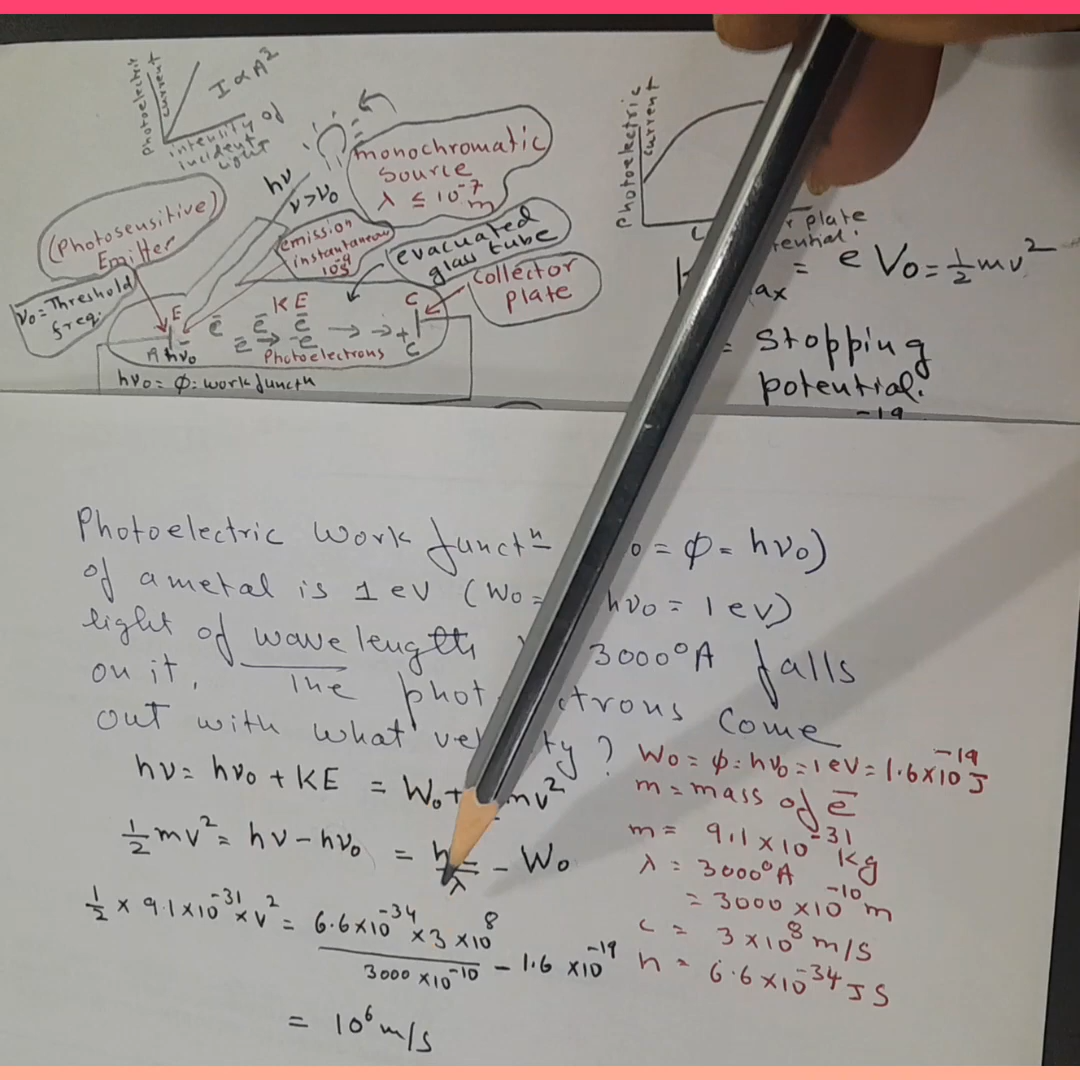 Photoelectric current
I ∝ A²
intensity of incident light
hν
ν>ν₀
monochromatic
source
λ ≤ 10⁻⁷ m
(Photosensitive)
Emitter
emission
instantaneous
evacuated
glass tube
collector
plate
ν₀=Threshold
freq.
E
KE
C
ē ē ē
ē → ē → → +
A hν₀
Photoelectrons
C
hν₀ = φ = work functⁿ
Photoelectric
current
plate
= eV₀ = ½mv²
= stopping
potential.
-19
Photoelectric work functⁿ = φ = hν₀)
of a metal is 1 ev (W₀= hν₀ = 1 ev)
light of wavelength 3000°A falls
on it. The
come
out with what
?
hν = hν₀ + KE = W₀ + mv²
½mv² = hν – hν₀ = – W₀
λ
½ × 9.1×10⁻³¹ × v² = 6.6×10⁻³⁴ × 3 × 10⁸
3000 × 10⁻¹⁰ – 1.6 × 10⁻¹⁹
= 10⁶ m/s
W₀ = φ = hν₀ = 1 ev = 1.6×10⁻¹⁹ J
m = mass of ē
m = 9.1 × 10⁻³¹ kg
λ = 3000°A
= 3000 × 10⁻¹⁰ m
c = 3 × 10⁸ m/s
h = 6.6 × 10⁻³⁴ JS